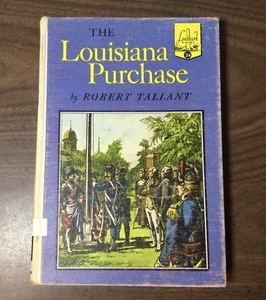 THE
Louisiana
Purchase
by ROBERT TALLANT